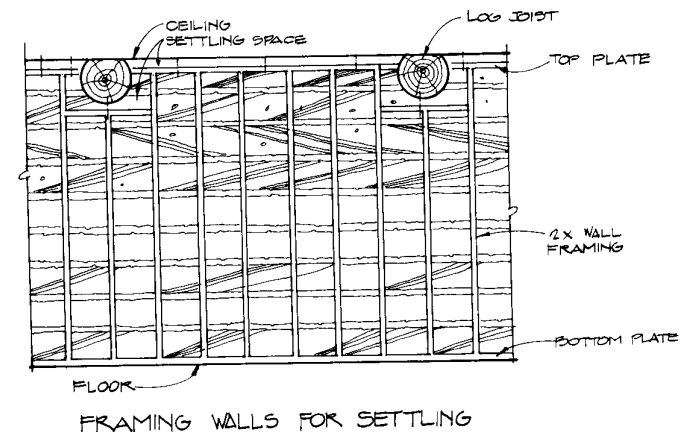 CEILING
SETTLING SPACE
LOG JOIST
TOP PLATE
2X WALL
FRAMING
BOTTOM PLATE
FLOOR
FRAMING WALLS FOR SETTLING